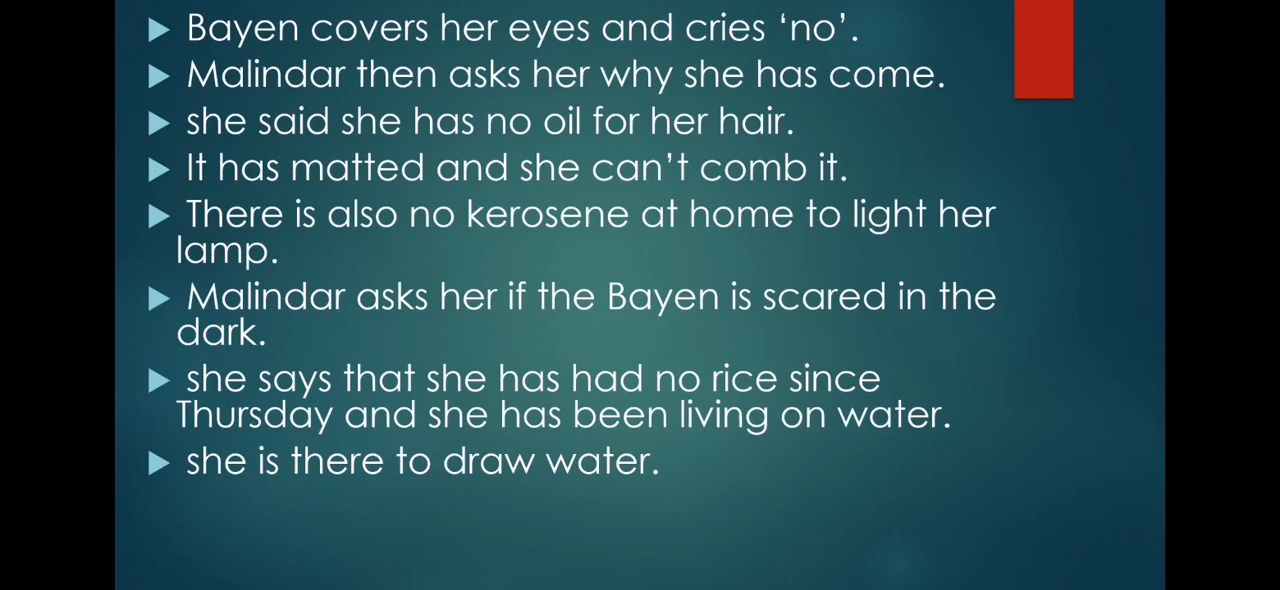 ▶ Bayen covers her eyes and cries ‘no’.
▶ Malindar then asks her why she has come.
▶ she said she has no oil for her hair.
▶ It has matted and she can’t comb it.
▶ There is also no kerosene at home to light her
lamp.
▶ Malindar asks her if the Bayen is scared in the
dark.
▶ she says that she has had no rice since
Thursday and she has been living on water.
▶ she is there to draw water.